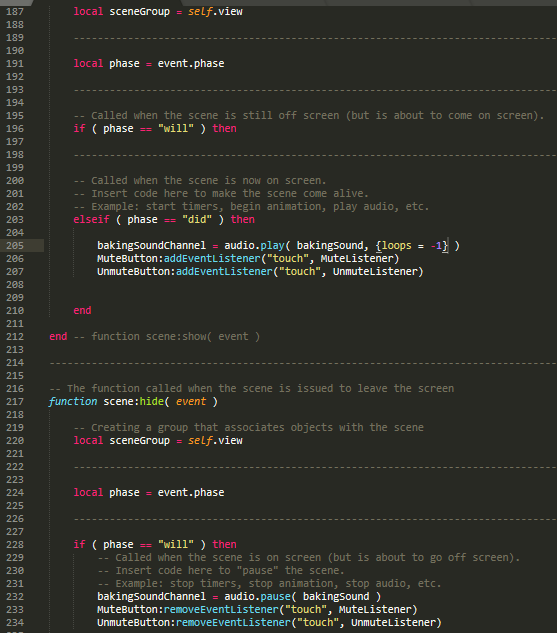 187 local sceneGroup = self.view
188
189 -----------------------------------------------------------------------------------------
190
191 local phase = event.phase
192
193 -----------------------------------------------------------------------------------------
194
195 -- Called when the scene is still off screen (but is about to come on screen).
196 if ( phase == "will" ) then
197
198 -----------------------------------------------------------------------------------------
199
200 -- Called when the scene is now on screen.
201 -- Insert code here to make the scene come alive.
202 -- Example: start timers, begin animation, play audio, etc.
203 elseif ( phase == "did" ) then
204
205 bakingSoundChannel = audio.play( bakingSound, {loops = -1} )
206 MuteButton:addEventListener("touch", MuteListener)
207 UnmuteButton:addEventListener("touch", UnmuteListener)
208
209
210 end
211
212 end -- function scene:show( event )
213
214 -----------------------------------------------------------------------------------------
215
216 -- The function called when the scene is issued to leave the screen
217 function scene:hide( event )
218
219 -- Creating a group that associates objects with the scene
220 local sceneGroup = self.view
221
222 -----------------------------------------------------------------------------------------
223
224 local phase = event.phase
225
226 -----------------------------------------------------------------------------------------
227
228 if ( phase == "will" ) then
229 -- Called when the scene is on screen (but is about to go off screen).
230 -- Insert code here to "pause" the scene.
231 -- Example: stop timers, stop animation, stop audio, etc.
232 bakingSoundChannel = audio.pause( bakingSound )
233 MuteButton:removeEventListener("touch", MuteListener)
234 UnmuteButton:removeEventListener("touch", UnmuteListener)